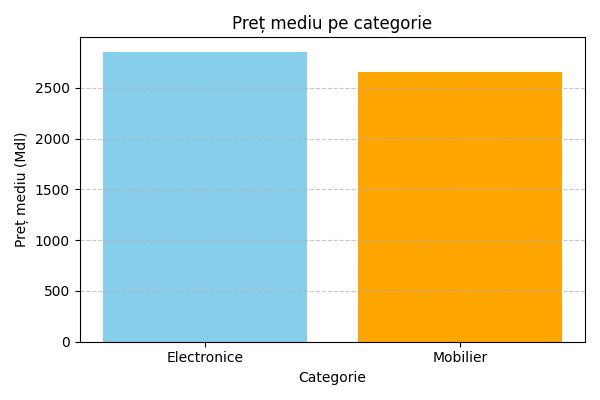 Preț mediu pe categorie
Preț mediu (Mdl)
2500
2000
1500
1000
500
0
Electronice
Mobilier
Categorie